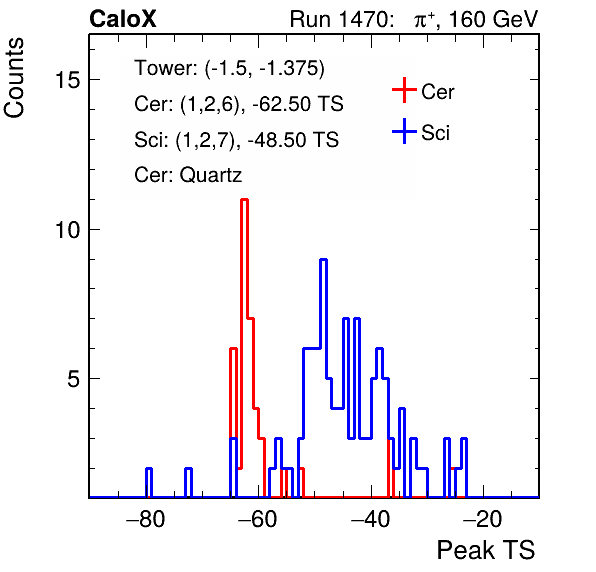 CaloX Run 1470: π⁺, 160 GeV
Counts
Tower: (-1.5, -1.375)
Cer: (1,2,6), -62.50 TS
Sci: (1,2,7), -48.50 TS
Cer: Quartz
Cer
Sci
15
10
5
−80 −60 −40 −20
Peak TS